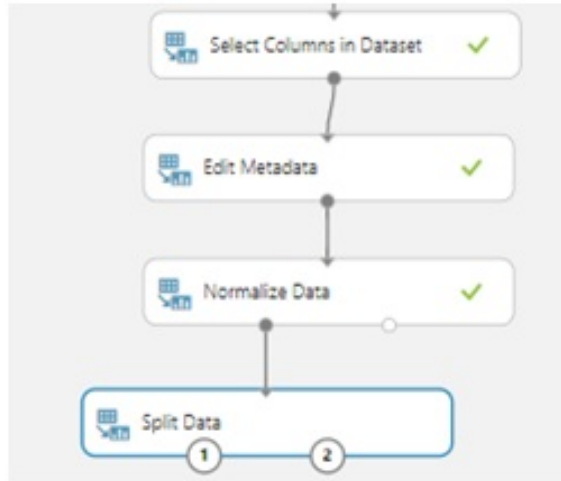 Select Columns in Dataset
Edit Metadata
Normalize Data
Split Data
1 2